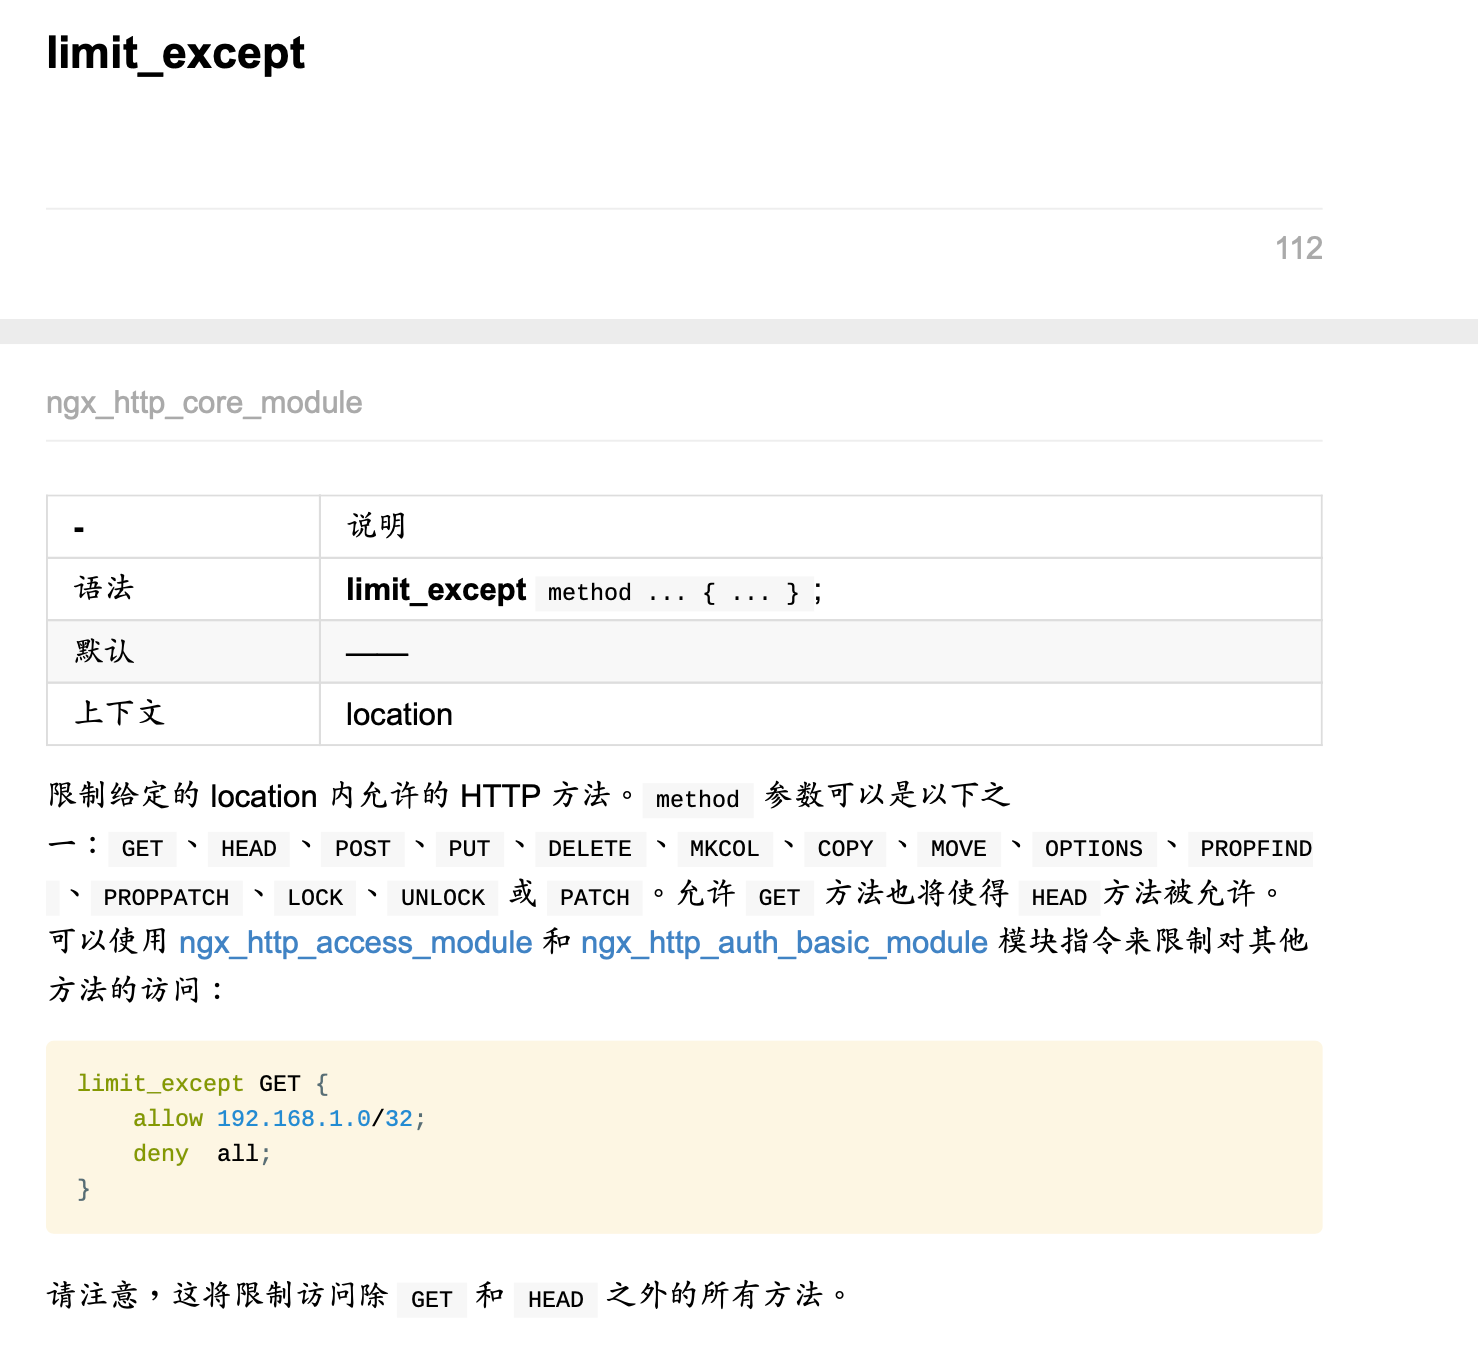 limit_except
112
ngx_http_core_module
- 说明
语法 limit_except method ... { ... } ;
默认 ——
上下文 location
限制给定的 location 内允许的 HTTP 方法。 method 参数可以是以下之
一： GET 、 HEAD 、 POST 、 PUT 、 DELETE 、 MKCOL 、 COPY 、 MOVE 、 OPTIONS 、 PROPFIND
、 PROPPATCH 、 LOCK 、 UNLOCK 或 PATCH 。允许 GET 方法也将使得 HEAD 方法被允许。
可以使用 ngx_http_access_module 和 ngx_http_auth_basic_module 模块指令来限制对其他
方法的访问：
limit_except GET {
    allow 192.168.1.0/32;
    deny  all;
}
请注意，这将限制访问除 GET 和 HEAD 之外的所有方法。